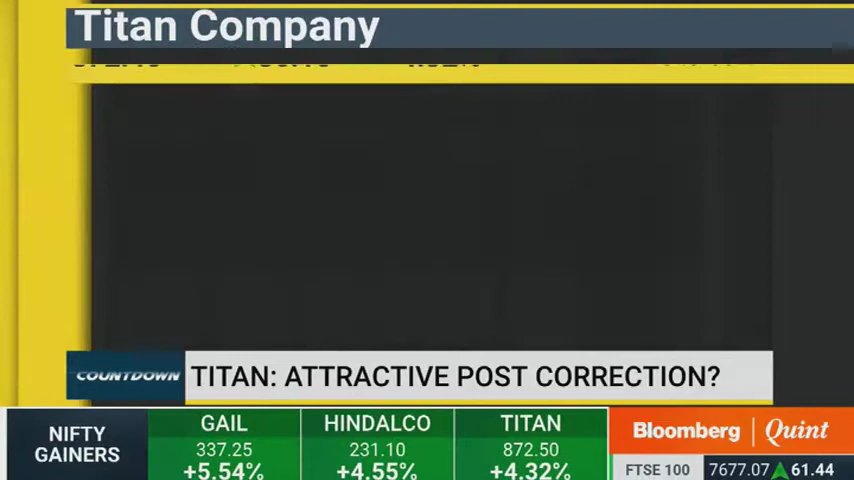 Titan Company
COUNTDOWN
TITAN: ATTRACTIVE POST CORRECTION?
NIFTY
GAINERS
GAIL
337.25
+5.54%
HINDALCO
231.10
+4.55%
TITAN
872.50
+4.32%
Bloomberg | Quint
FTSE 100
7677.07 ▲ 61.44